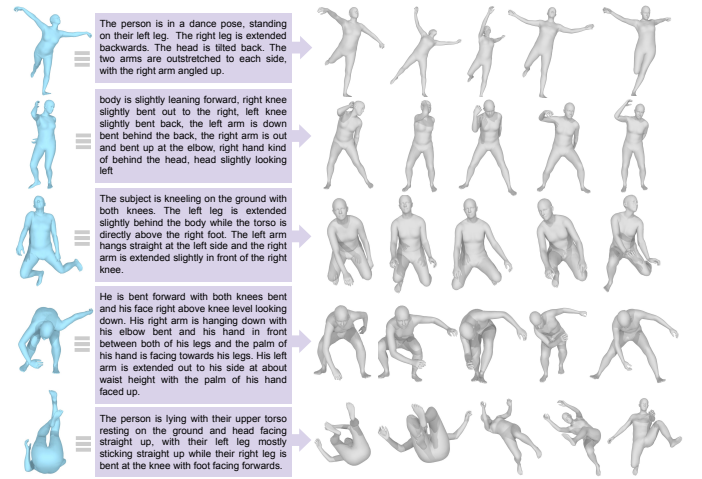 The person is in a dance pose, standing
on their left leg. The right leg is extended
backwards. The head is tilted back. The
two arms are outstretched to each side,
with the right arm angled up.
body is slightly leaning forward, right knee
slightly bent out to the right, left knee
slightly bent back, the left arm is down
bent behind the back, the right arm is out
and bent up at the elbow, right hand kind
of behind the head, head slightly looking
left
The subject is kneeling on the ground with
both knees. The left leg is extended
slightly behind the body while the torso is
directly above the right foot. The left arm
hangs straight at the left side and the right
arm is extended slightly in front of the right
knee.
He is bent forward with both knees bent
and his face right above knee level looking
down. His right arm is hanging down with
his elbow bent and his hand in front
between both of his legs and the palm of
his hand is facing towards his legs. His left
arm is extended out to his side at about
waist height with the palm of his hand
faced up.
The person is lying with their upper torso
resting on the ground and head facing
straight up, with their left leg mostly
sticking straight up while their right leg is
bent at the knee with foot facing forwards.